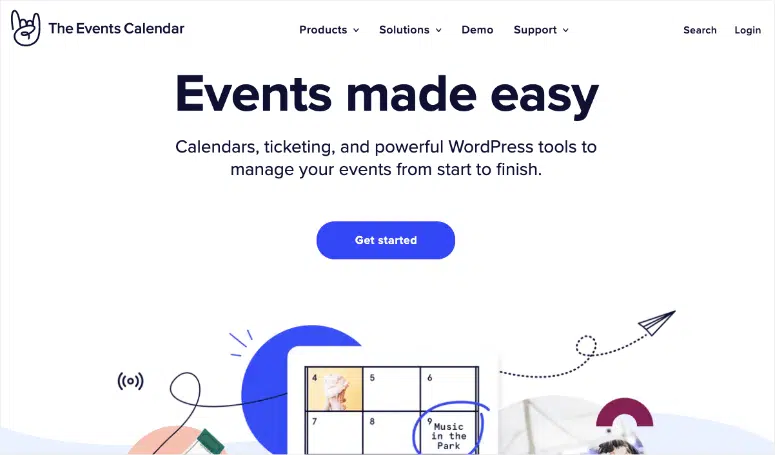 The Events Calendar
Products
Solutions
Demo
Support
Search
Login
Events made easy
Calendars, ticketing, and powerful WordPress tools to
manage your events from start to finish.
Get started
4
5
6
7
8
9
Music
in the
Park